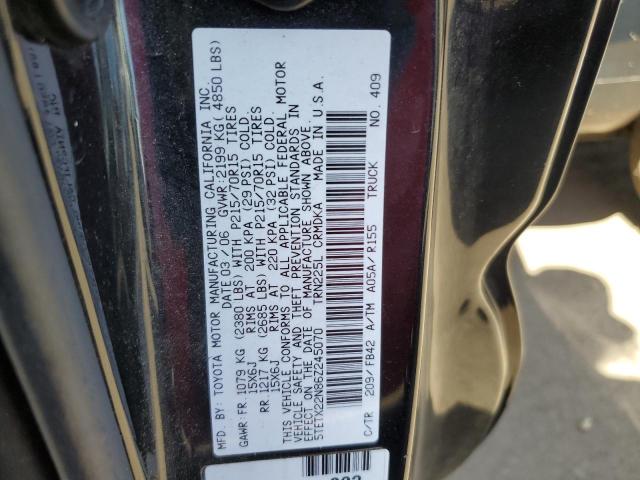 MFD. BY: TOYOTA MOTOR MANUFACTURING CALIFORNIA INC.
DATE 03/06 GVWR: 2199 KG( 4850 LBS)
GAWR: FR. 1079 KG (2380 LBS) WITH P215/70R15 TIRES
15X6J RIMS AT 200 KPA (29 PSI) COLD.
RR. 1217 KG (2685 LBS) WITH P215/70R15 TIRES
15X6J RIMS AT 220 KPA (32 PSI) COLD.
THIS VEHICLE CONFORMS TO ALL APPLICABLE FEDERAL MOTOR
VEHICLE SAFETY AND THEFT PREVENTION STANDARDS IN
EFFECT ON THE DATE OF MANUFACTURE SHOWN ABOVE.
5TETX22N86Z245070 TRN225L CRMDKA MADE IN U.S.A.
C/TR 209/FB42 A/TM A05A/R155 TRUCK NO. 409